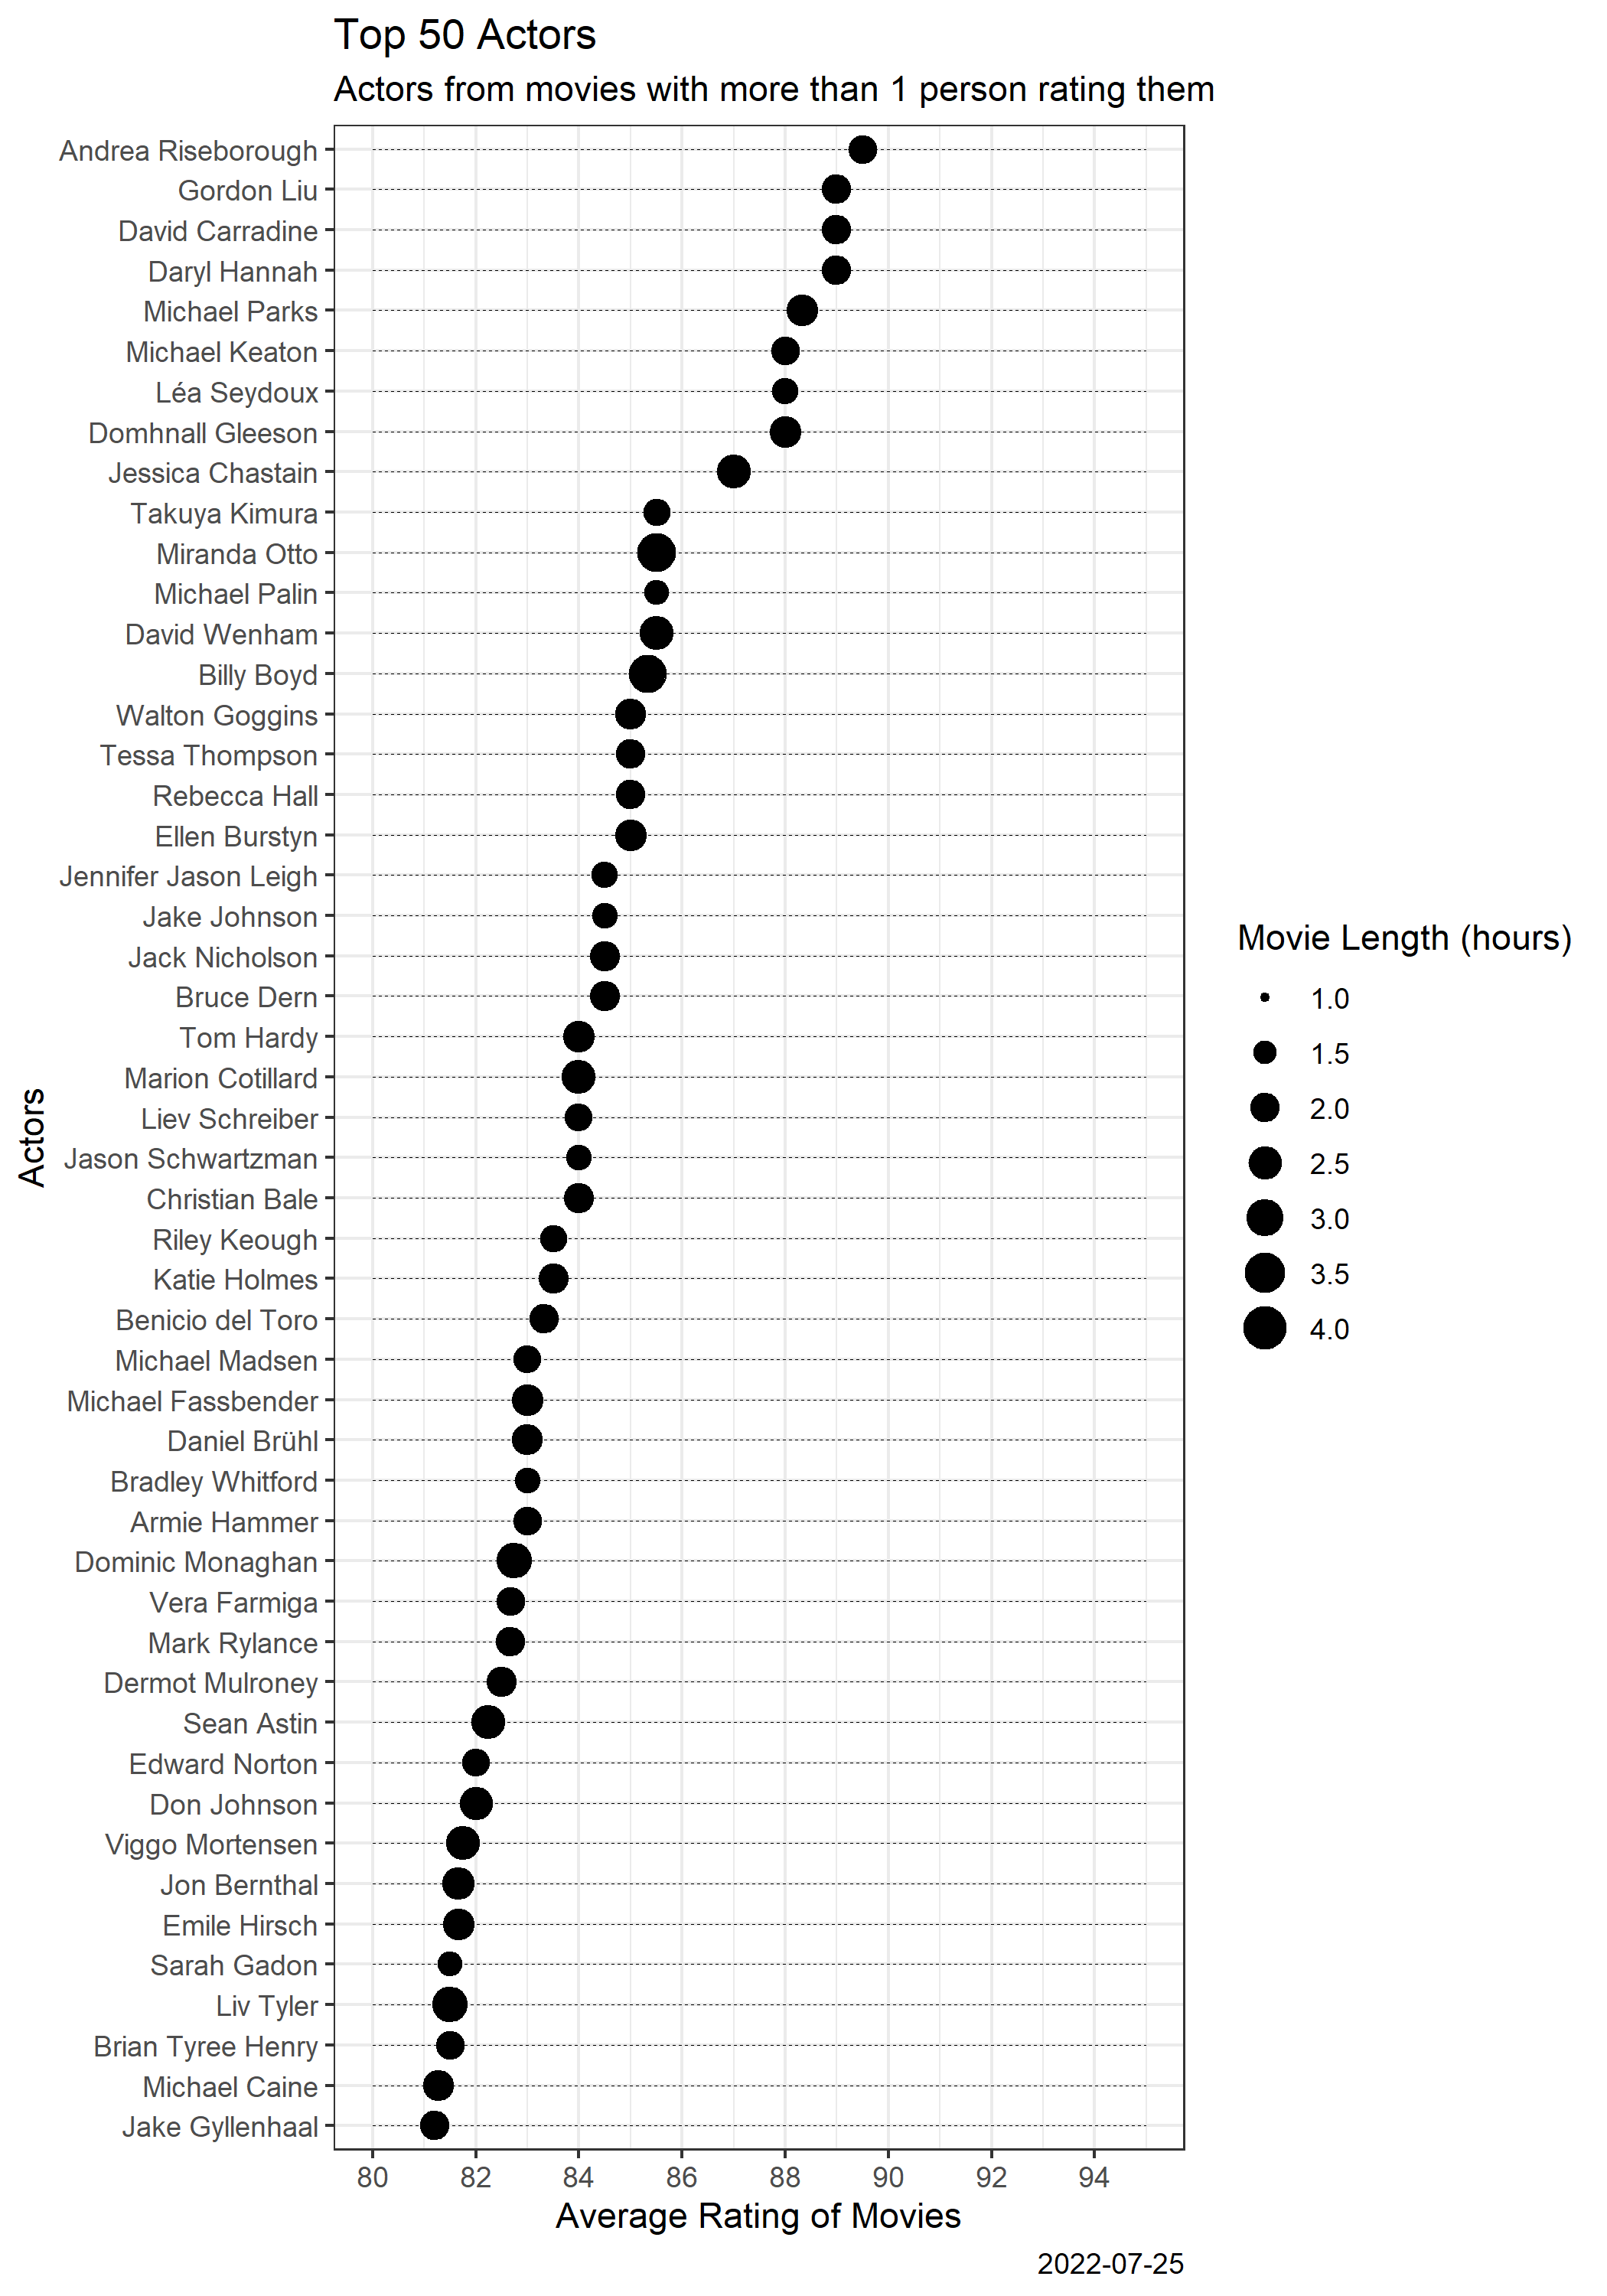 Top 50 Actors
Actors from movies with more than 1 person rating them
Andrea Riseborough
Gordon Liu
David Carradine
Daryl Hannah
Michael Parks
Michael Keaton
Léa Seydoux
Domhnall Gleeson
Jessica Chastain
Takuya Kimura
Miranda Otto
Michael Palin
David Wenham
Billy Boyd
Walton Goggins
Tessa Thompson
Rebecca Hall
Ellen Burstyn
Jennifer Jason Leigh
Jake Johnson
Jack Nicholson
Bruce Dern
Tom Hardy
Marion Cotillard
Liev Schreiber
Jason Schwartzman
Christian Bale
Riley Keough
Katie Holmes
Benicio del Toro
Michael Madsen
Michael Fassbender
Daniel Brühl
Bradley Whitford
Armie Hammer
Dominic Monaghan
Vera Farmiga
Mark Rylance
Dermot Mulroney
Sean Astin
Edward Norton
Don Johnson
Viggo Mortensen
Jon Bernthal
Emile Hirsch
Sarah Gadon
Liv Tyler
Brian Tyree Henry
Michael Caine
Jake Gyllenhaal
Actors
80 82 84 86 88 90 92 94
Average Rating of Movies
2022-07-25
Movie Length (hours)
1.0
1.5
2.0
2.5
3.0
3.5
4.0